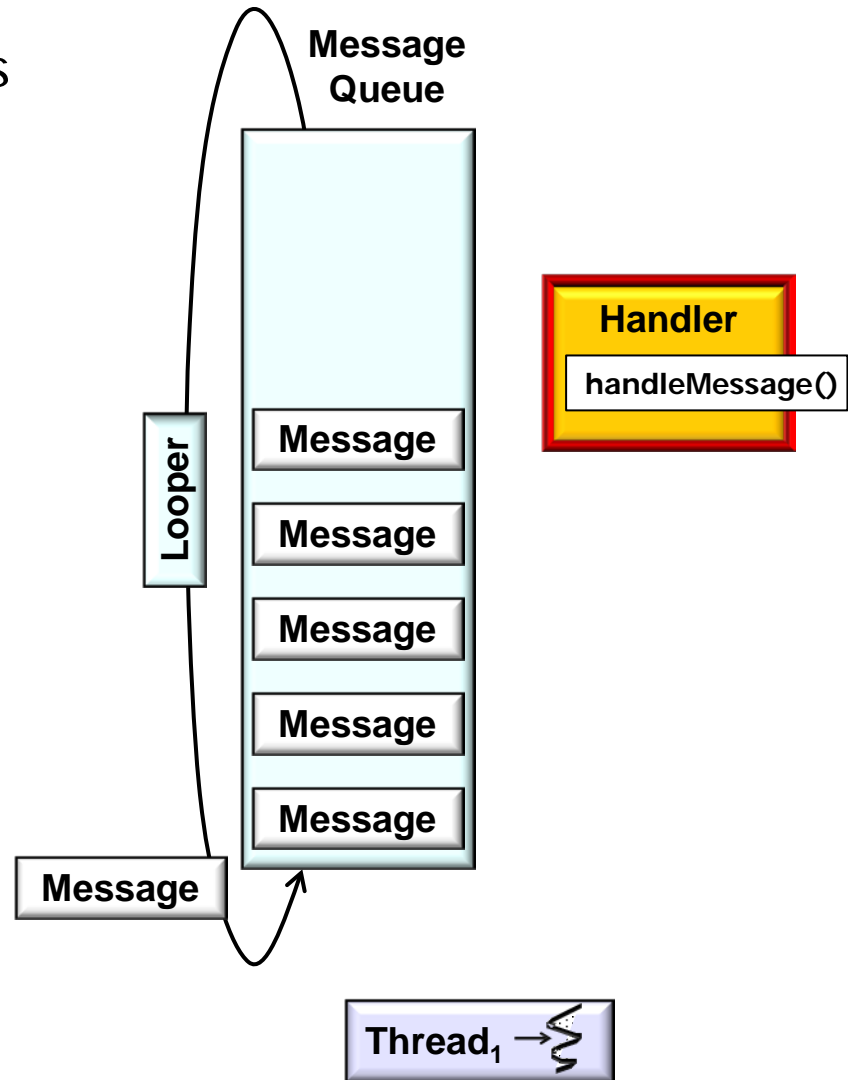 s
Message
Queue
Handler
handleMessage()
Message
Looper
Message
Message
Message
Message
Message
Thread₁